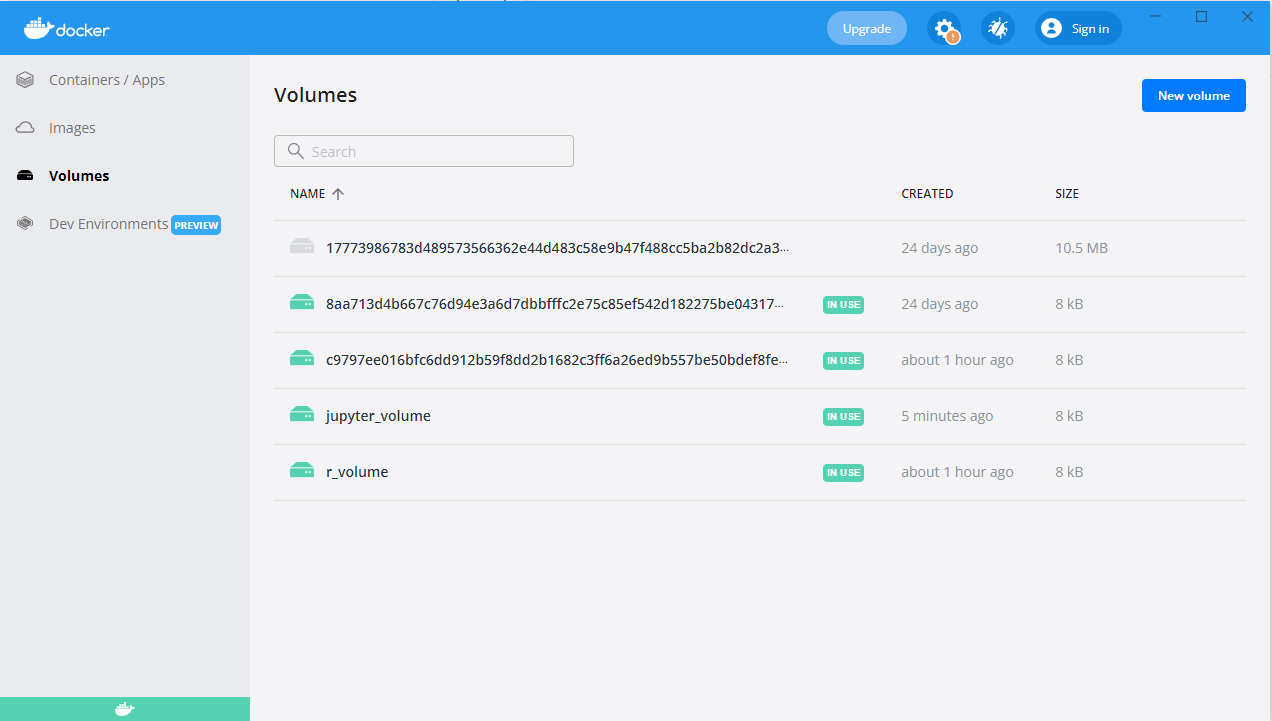 docker
Upgrade
Sign in
Containers / Apps
Images
Volumes
Dev Environments PREVIEW
Volumes
New volume
Search
NAME CREATED SIZE
17773986783d489573566362e44d483c58e9b47f488cc5ba2b82dc2a3... 24 days ago 10.5 MB
8aa713d4b667c76d94e3a6d7dbbfffc2e75c85ef542d182275be04317... IN USE 24 days ago 8 kB
c9797ee016bfc6dd912b59f8dd2b1682c3ff6a26ed9b557be50bdef8fe... IN USE about 1 hour ago 8 kB
jupyter_volume IN USE 5 minutes ago 8 kB
r_volume IN USE about 1 hour ago 8 kB